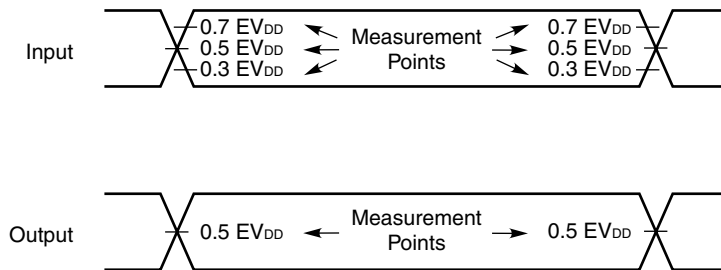 0.7 EVDD 0.7 EVDD
Input 0.5 EVDD Measurement Points 0.5 EVDD
0.3 EVDD 0.3 EVDD
Output 0.5 EVDD Measurement Points 0.5 EVDD